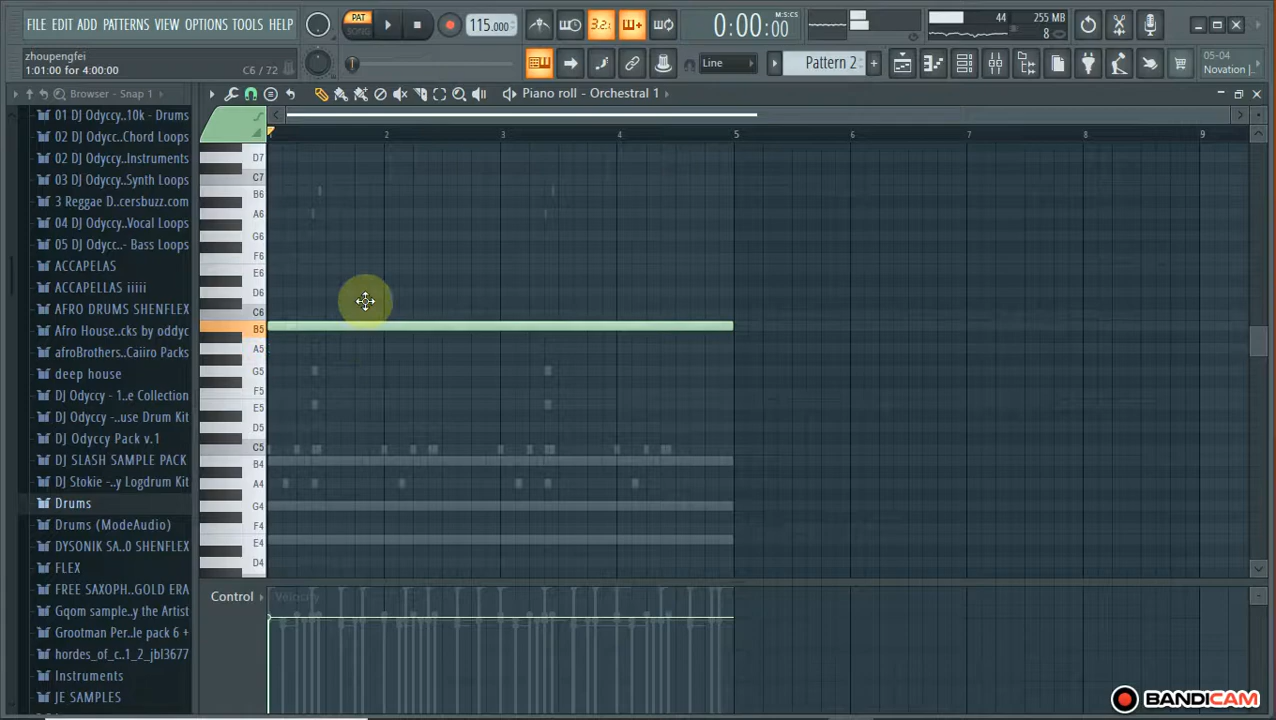 FILE EDIT ADD PATTERNS VIEW OPTIONS TOOLS HELP
PAT
SONG
115.000
3.2.
0:00:00
M:S:CS
44
255 MB
8
zhoupengfei
1:01:00 for 4:00:00
C6 / 72
Line
Pattern 2
05-04
Novation |
Browser - Snap 1
Piano roll - Orchestral 1
01 DJ Odyccy..10k - Drums
02 DJ Odyccy..Chord Loops
02 DJ Odyccy..Instruments
03 DJ Odyccy..Synth Loops
3 Reggae D...cersbuzz.com
04 DJ Odyccy..Vocal Loops
05 DJ Odycc..- Bass Loops
ACCAPELAS
ACCAPELLAS iiiii
AFRO DRUMS SHENFLEX
Afro House...cks by oddyc
afroBrothers..Caiiro Packs
deep house
DJ Odyccy - 1..e Collection
DJ Odyccy -...use Drum Kit
DJ Odyccy Pack v.1
DJ SLASH SAMPLE PACK
DJ Stokie -..y Logdrum Kit
Drums
Drums (ModeAudio)
DYSONIK SA..0 SHENFLEX
FLEX
FREE SAXOPH..GOLD ERA
Gqom sample..y the Artist
Grootman Per..le pack 6 +
hordes_of_c..1_2_jbl3677
Instruments
JE SAMPLES
2 3 4 5 6 7 8 9
D7
C7
B6
A6
G6
F6
E6
D6
C6
B5
A5
G5
F5
E5
D5
C5
B4
A4
G4
F4
E4
D4
Control
Velocity
BANDICAM